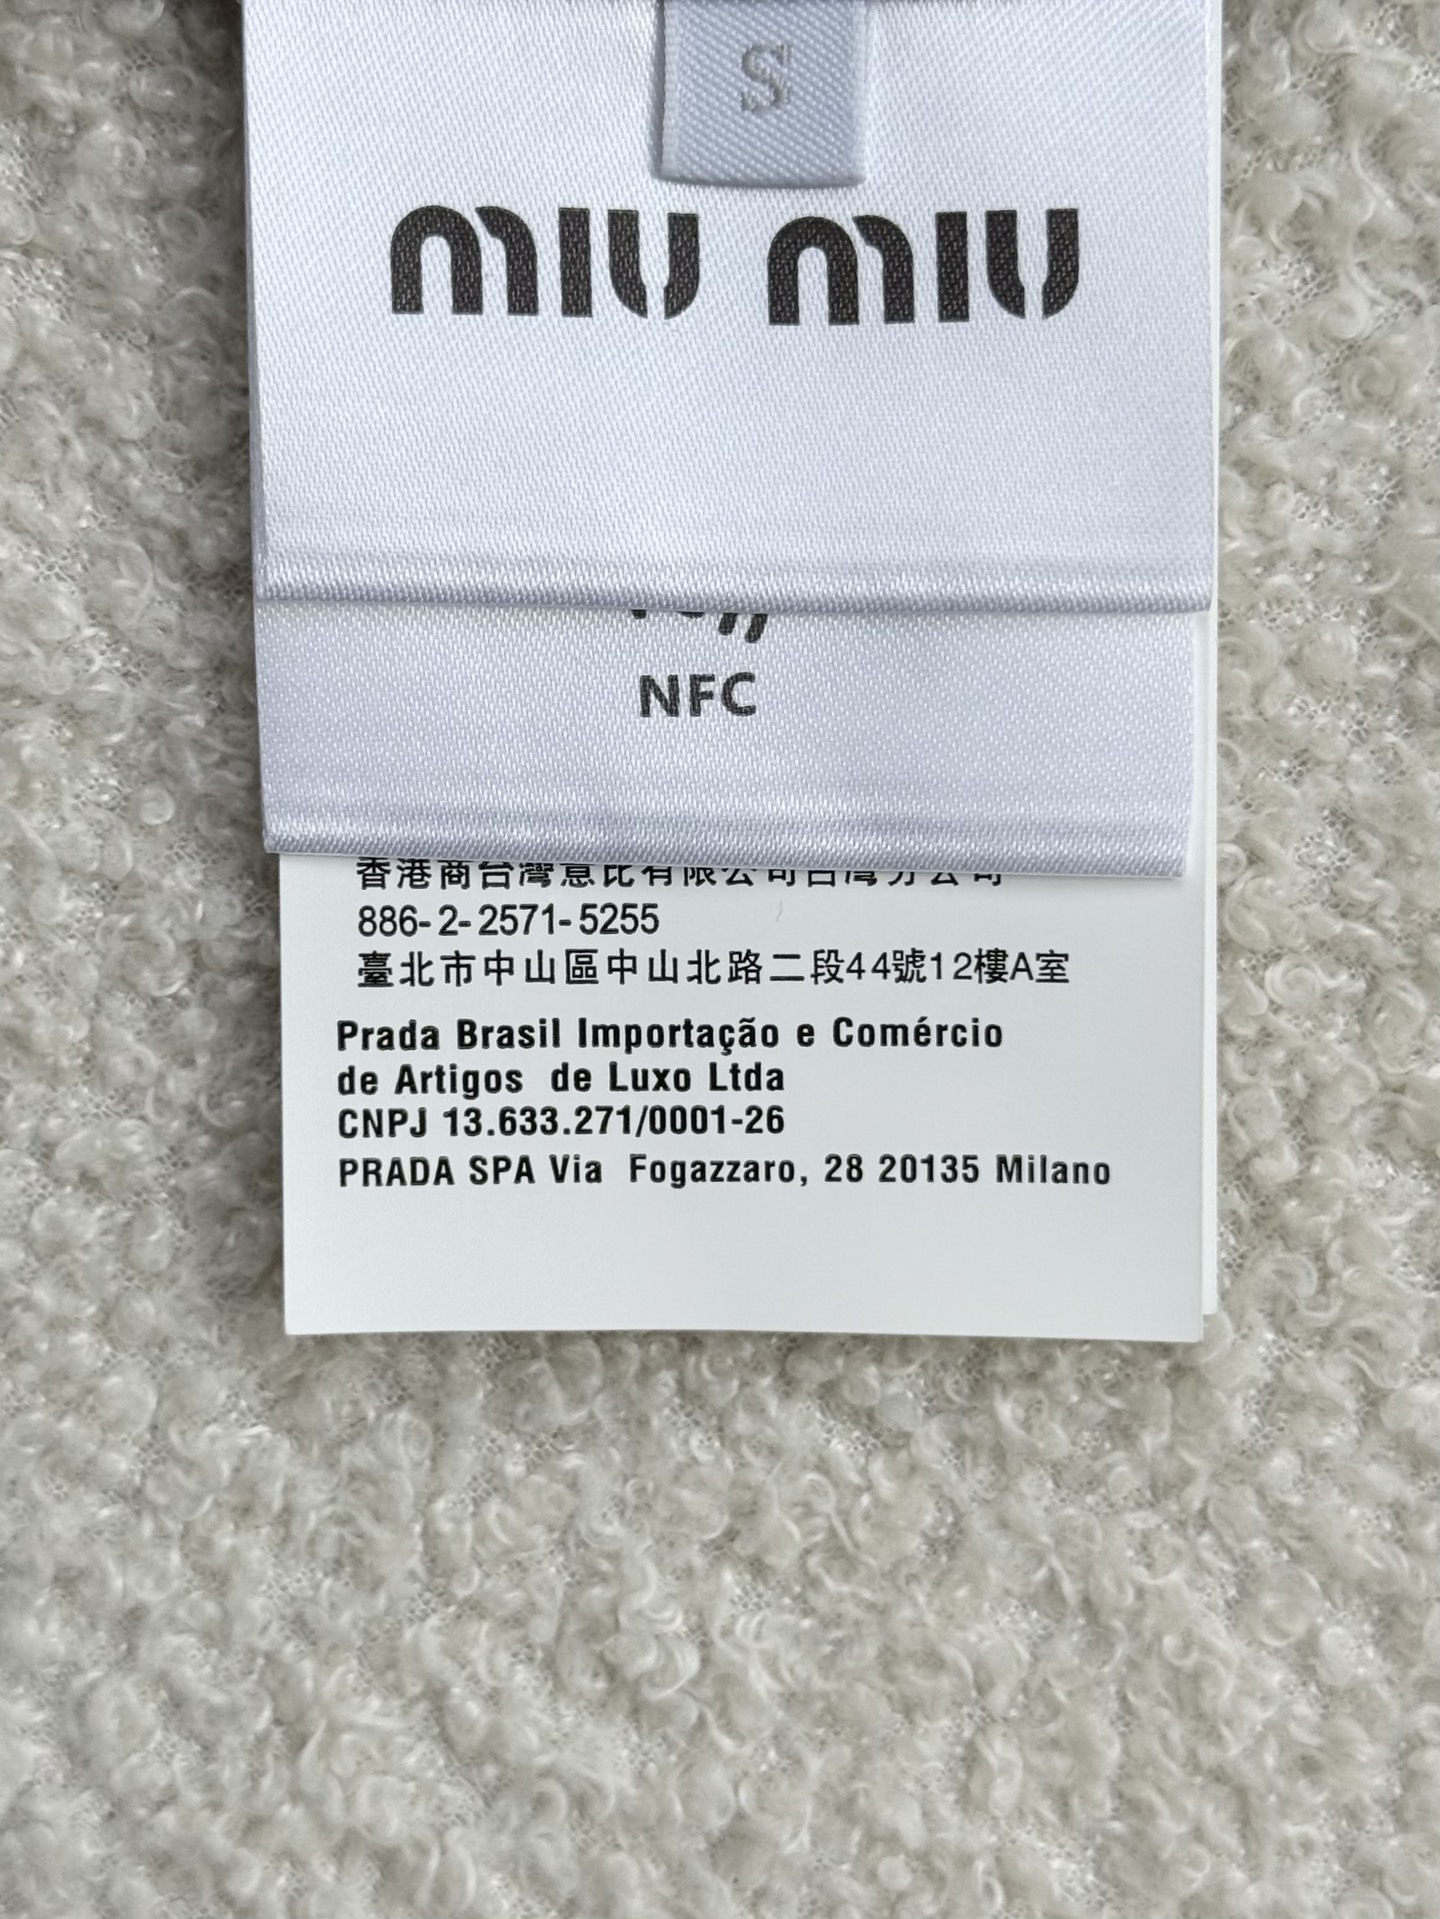 S
miu miu
NFC
香港商台灣意比有限公司台灣分公司
886-2-2571-5255
臺北市中山區中山北路二段44號12樓A室
Prada Brasil Importação e Comércio
de Artigos de Luxo Ltda
CNPJ 13.633.271/0001-26
PRADA SPA Via Fogazzaro, 28 20135 Milano